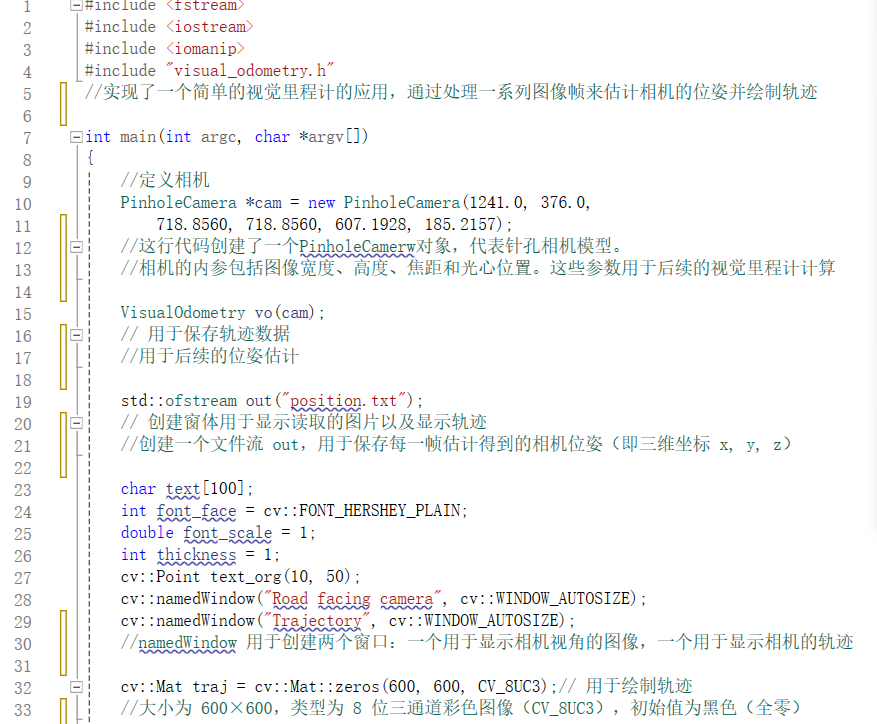 1 #include <fstream>
2 #include <iostream>
3 #include <iomanip>
4 #include "visual_odometry.h"
5 //实现了一个简单的视觉里程计的应用，通过处理一系列图像帧来估计相机的位姿并绘制轨迹
6
7 int main(int argc, char *argv[])
8 {
9 //定义相机
10 PinholeCamera *cam = new PinholeCamera(1241.0, 376.0,
11 718.8560, 718.8560, 607.1928, 185.2157);
12 //这行代码创建了一个PinholeCamerw对象，代表针孔相机模型。
13 //相机的内参包括图像宽度、高度、焦距和光心位置。这些参数用于后续的视觉里程计计算
14
15 VisualOdometry vo(cam);
16 // 用于保存轨迹数据
17 //用于后续的位姿估计
18
19 std::ofstream out("position.txt");
20 // 创建窗体用于显示读取的图片以及显示轨迹
21 //创建一个文件流 out，用于保存每一帧估计得到的相机位姿（即三维坐标 x, y, z）
22
23 char text[100];
24 int font_face = cv::FONT_HERSHEY_PLAIN;
25 double font_scale = 1;
26 int thickness = 1;
27 cv::Point text_org(10, 50);
28 cv::namedWindow("Road facing camera", cv::WINDOW_AUTOSIZE);
29 cv::namedWindow("Trajectory", cv::WINDOW_AUTOSIZE);
30 //namedWindow 用于创建两个窗口：一个用于显示相机视角的图像，一个用于显示相机的轨迹
31
32 cv::Mat traj = cv::Mat::zeros(600, 600, CV_8UC3);// 用于绘制轨迹
33 //大小为 600×600，类型为 8 位三通道彩色图像（CV_8UC3），初始值为黑色（全零）